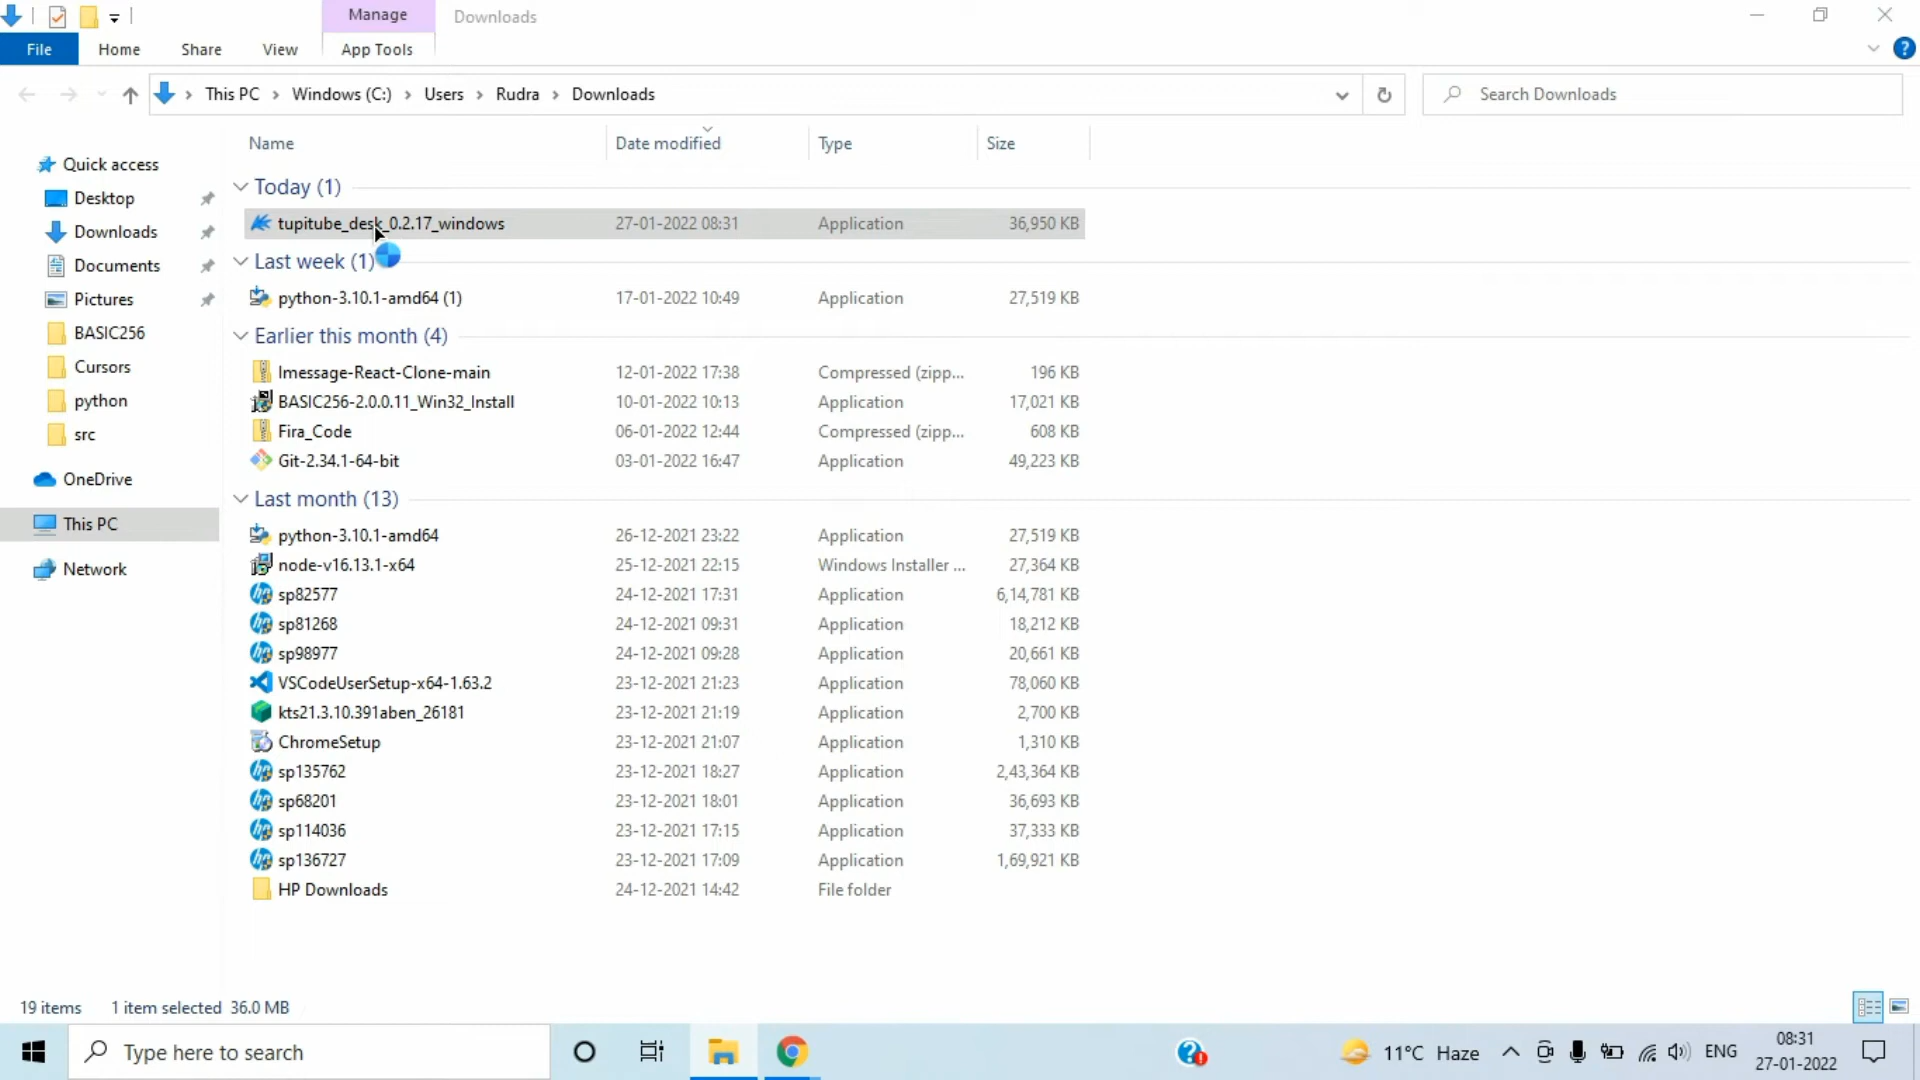 Manage Downloads
File Home Share View App Tools
This PC Windows (C:) Users Rudra Downloads Search Downloads
Name Date modified Type Size
Quick access
Desktop
Downloads
Documents
Pictures
BASIC256
Cursors
python
src
OneDrive
This PC
Network
Today (1)
tupitube_desk_0.2.17_windows 27-01-2022 08:31 Application 36,950 KB
Last week (1)
python-3.10.1-amd64 (1) 17-01-2022 10:49 Application 27,519 KB
Earlier this month (4)
Imessage-React-Clone-main 12-01-2022 17:38 Compressed (zipp... 196 KB
BASIC256-2.0.0.11_Win32_Install 10-01-2022 10:13 Application 17,021 KB
Fira_Code 06-01-2022 12:44 Compressed (zipp... 608 KB
Git-2.34.1-64-bit 03-01-2022 16:47 Application 49,223 KB
Last month (13)
python-3.10.1-amd64 26-12-2021 23:22 Application 27,519 KB
node-v16.13.1-x64 25-12-2021 22:15 Windows Installer ... 27,364 KB
sp82577 24-12-2021 17:31 Application 6,14,781 KB
sp81268 24-12-2021 09:31 Application 18,212 KB
sp98977 24-12-2021 09:28 Application 20,661 KB
VSCodeUserSetup-x64-1.63.2 23-12-2021 21:23 Application 78,060 KB
kts21.3.10.391aben_26181 23-12-2021 21:19 Application 2,700 KB
ChromeSetup 23-12-2021 21:07 Application 1,310 KB
sp135762 23-12-2021 18:27 Application 2,43,364 KB
sp68201 23-12-2021 18:01 Application 36,693 KB
sp114036 23-12-2021 17:15 Application 37,333 KB
sp136727 23-12-2021 17:09 Application 1,69,921 KB
HP Downloads 24-12-2021 14:42 File folder
19 items 1 item selected 36.0 MB
Type here to search 11°C Haze ENG 08:31
27-01-2022